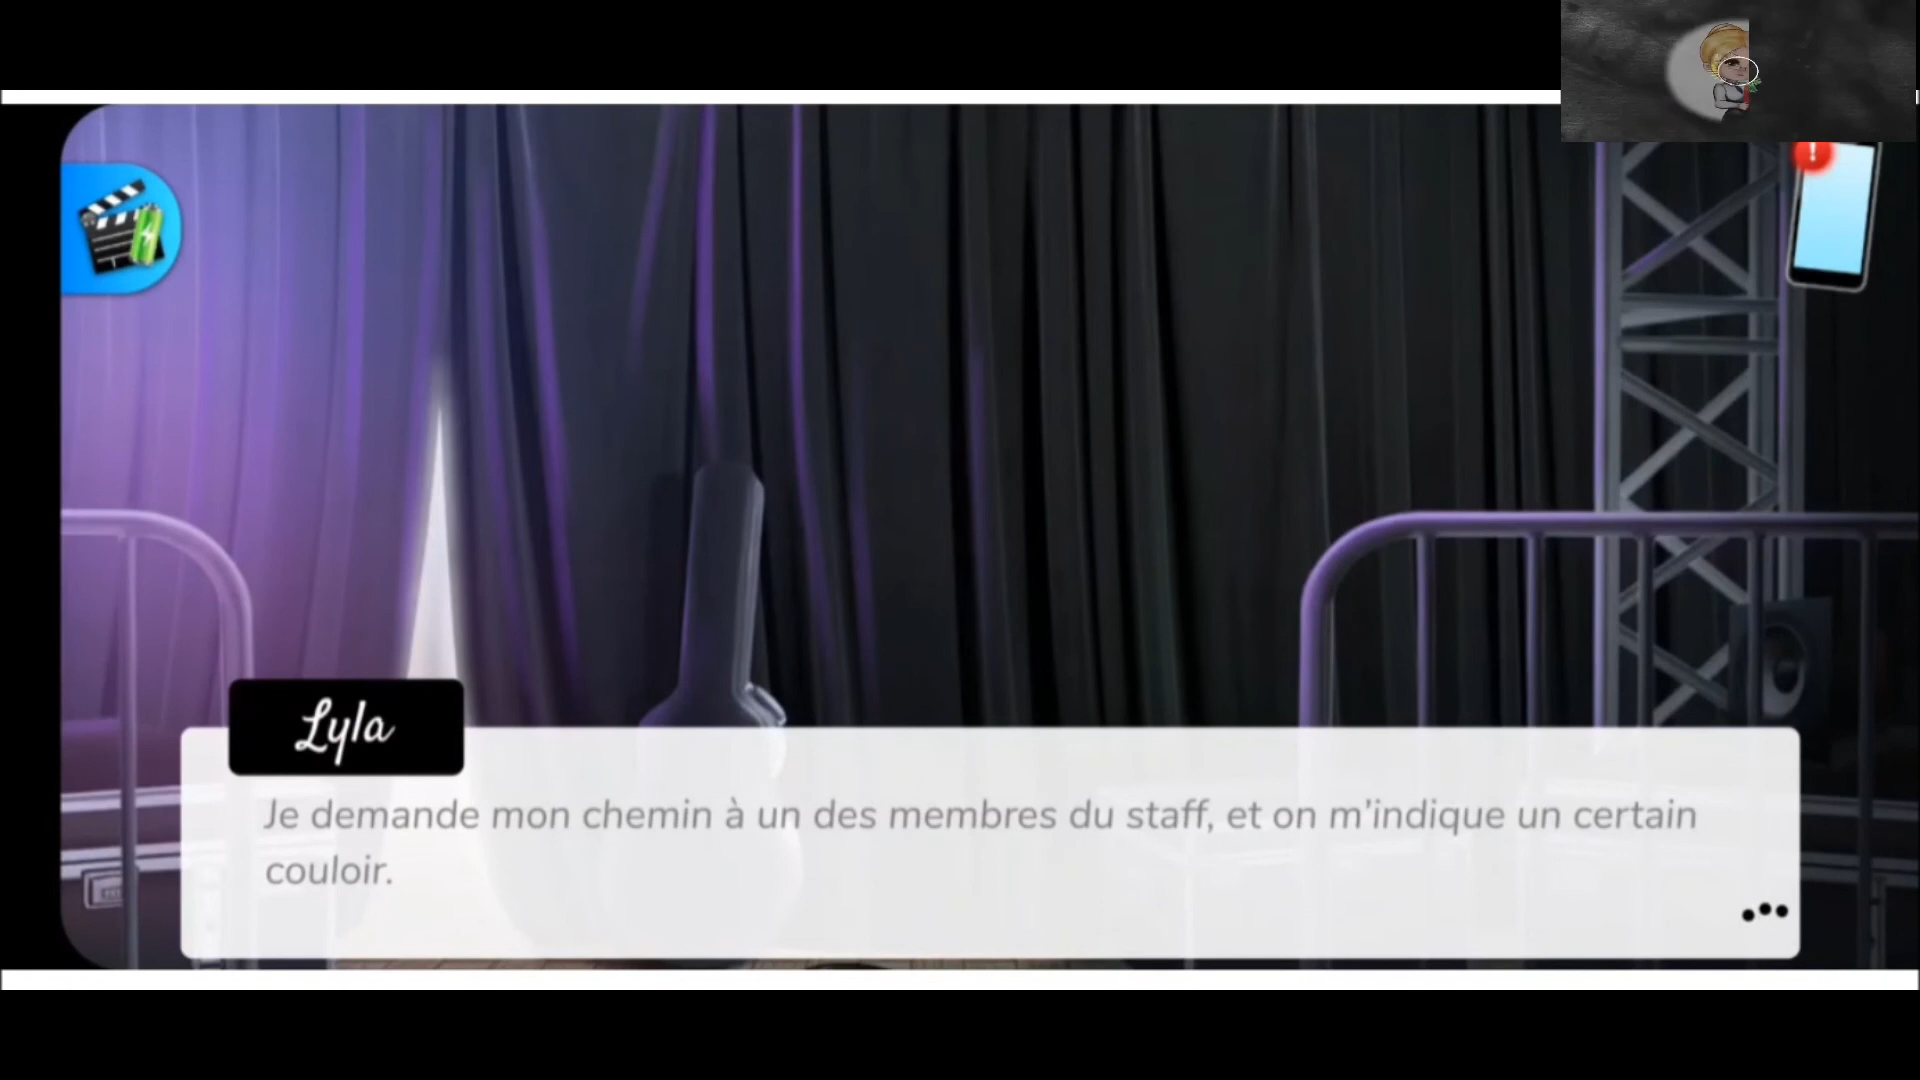 Lyla
Je demande mon chemin à un des membres du staff, et on m'indique un certain
couloir.